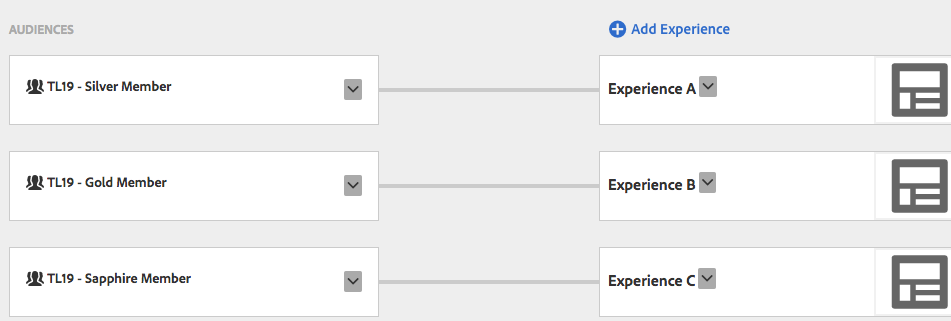 AUDIENCES
Add Experience
TL19 - Silver Member
Experience A
TL19 - Gold Member
Experience B
TL19 - Sapphire Member
Experience C